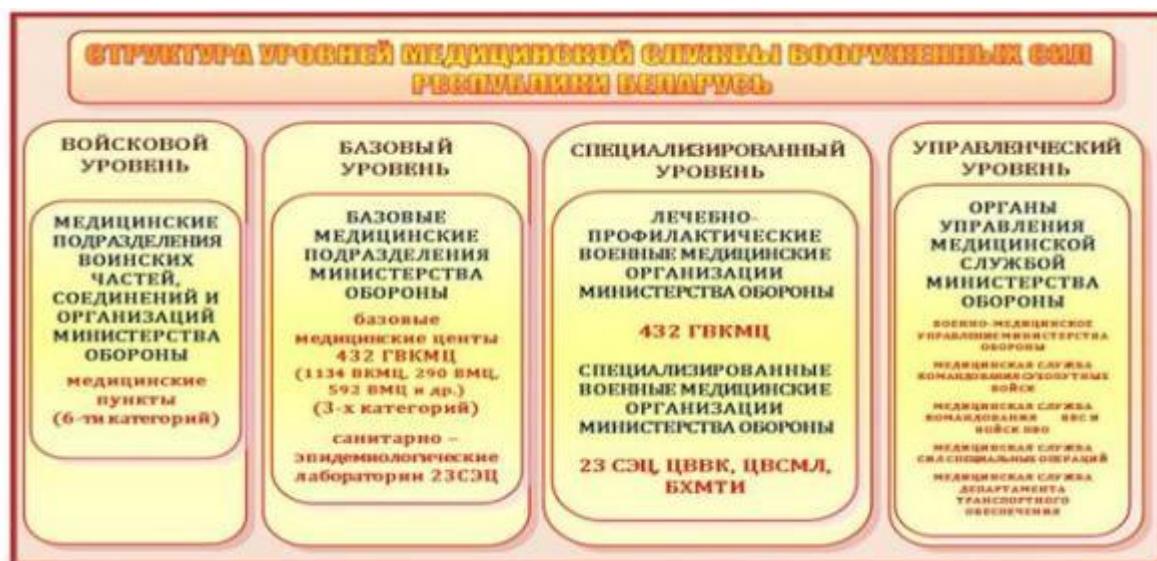 СТРУКТУРА УРОВНЕЙ МЕДИЦИНСКОЙ СЛУЖБЫ ВООРУЖЕННЫХ СИЛ
РЕСПУБЛИКИ БЕЛАРУСЬ
ВОЙСКОВОЙ
УРОВЕНЬ
МЕДИЦИНСКИЕ
ПОДРАЗДЕЛЕНИЯ
ВОИНСКИХ
ЧАСТЕЙ,
СОЕДИНЕНИЙ И
ОРГАНИЗАЦИЙ
МИНИСТЕРСТВА
ОБОРОНЫ
медицинские
пункты
(6-ти категорий)
БАЗОВЫЙ
УРОВЕНЬ
БАЗОВЫЕ
МЕДИЦИНСКИЕ
ПОДРАЗДЕЛЕНИЯ
МИНИСТЕРСТВА
ОБОРОНЫ
базовые
медицинские центы
432 ГВКМЦ
(1134 ВКМЦ, 290 ВМЦ,
592 ВМЦ и др.)
(3-х категорий)
санитарно –
эпидемиологические
лаборатории 23СЭЦ
СПЕЦИАЛИЗИРОВАННЫЙ
УРОВЕНЬ
ЛЕЧЕБНО-
ПРОФИЛАКТИЧЕСКИЕ
ВОЕННЫЕ МЕДИЦИНСКИЕ
ОРГАНИЗАЦИИ
МИНИСТЕРСТВА ОБОРОНЫ
432 ГВКМЦ
СПЕЦИАЛИЗИРОВАННЫЕ
ВОЕННЫЕ МЕДИЦИНСКИЕ
ОРГАНИЗАЦИИ
МИНИСТЕРСТВА ОБОРОНЫ
23 СЭЦ, ЦВВК, ЦВСМЛ,
БХМТИ
УПРАВЛЕНЧЕСКИЙ
УРОВЕНЬ
ОРГАНЫ
УПРАВЛЕНИЯ
МЕДИЦИНСКОЙ
СЛУЖБОЙ
МИНИСТЕРСТВА
ОБОРОНЫ
ВОЕННО-МЕДИЦИНСКОЕ
УПРАВЛЕНИЕ МИНИСТЕРСТВА
ОБОРОНЫ
МЕДИЦИНСКАЯ СЛУЖБА
КОМАНДОВАНИЯ СУХОПУТНЫХ
ВОЙСК
МЕДИЦИНСКАЯ СЛУЖБА
КОМАНДОВАНИЯ ВВС И
ВОЙСК ПВО
МЕДИЦИНСКАЯ СЛУЖБА
СИЛ СПЕЦИАЛЬНЫХ ОПЕРАЦИЙ
МЕДИЦИНСКАЯ СЛУЖБА
ДЕПАРТАМЕНТА
ТРАНСПОРТНОГО
ОБЕСПЕЧЕНИЯ